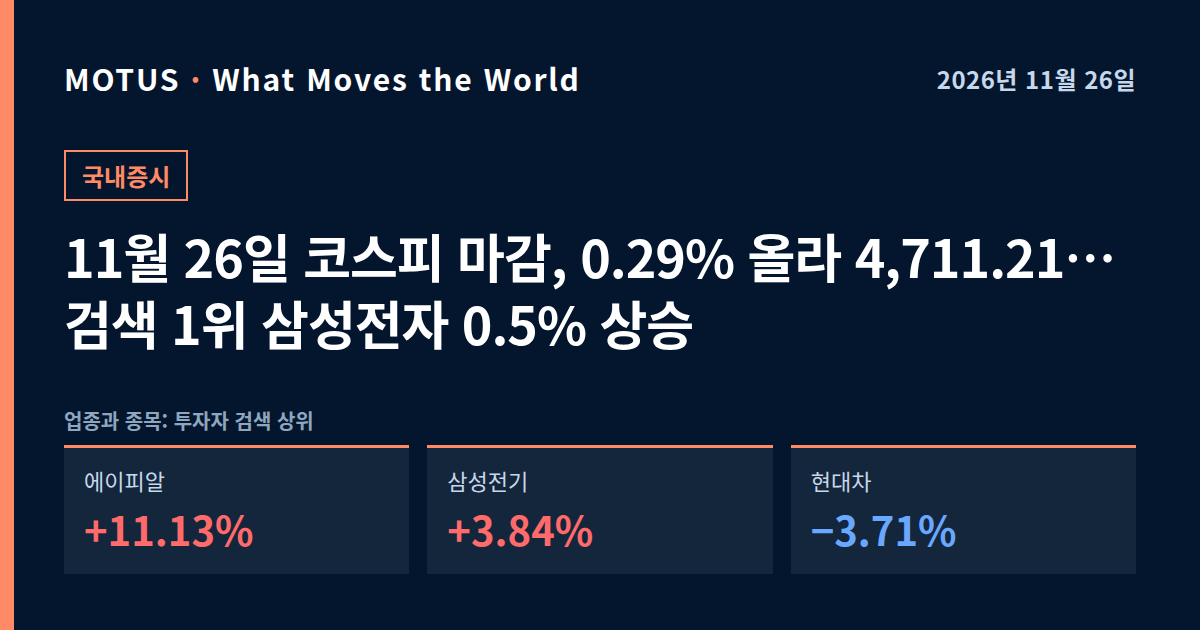 MOTUS · What Moves the World
2026년 11월 26일
국내증시
11월 26일 코스피 마감, 0.29% 올라 4,711.21…
검색 1위 삼성전자 0.5% 상승
업종과 종목: 투자자 검색 상위
에이피알
+11.13%
삼성전기
+3.84%
현대차
−3.71%